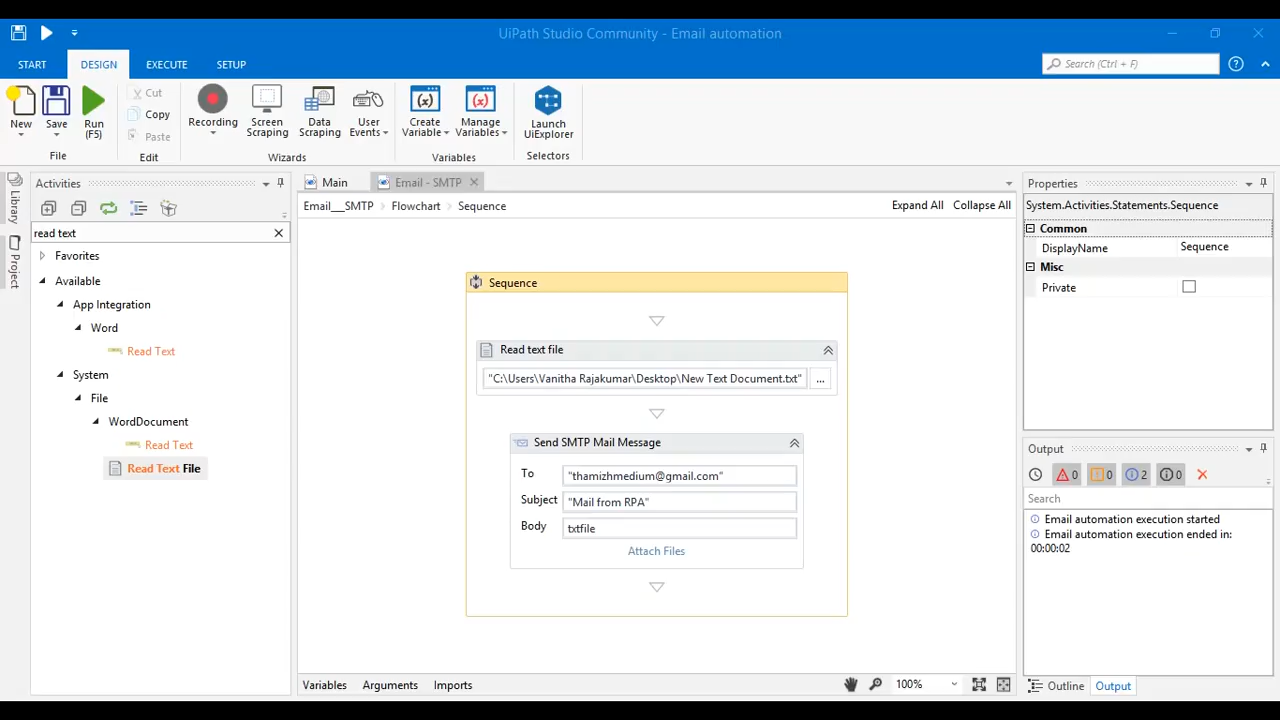 UiPath Studio Community - Email automation
START DESIGN EXECUTE SETUP
Search (Ctrl + F)
New Save Run (F5)
Cut
Copy
Paste
Recording Screen Scraping Data Scraping User Events
Create Variable Manage Variables
Launch UiExplorer
File Edit Wizards Variables Selectors
Library
Project
Activities
read text
Favorites
Available
App Integration
Word
Read Text
System
File
WordDocument
Read Text
Read Text File
Main Email - SMTP
Email__SMTP Flowchart Sequence Expand All Collapse All
Sequence
Read text file
"C:\Users\Vanitha Rajakumar\Desktop\New Text Document.txt" ...
Send SMTP Mail Message
To "thamizhmedium@gmail.com"
Subject "Mail from RPA"
Body txtfile
Attach Files
Variables Arguments Imports 100%
Properties
System.Activities.Statements.Sequence
Common
DisplayName Sequence
Misc
Private
Output
0 0 2 0
Search
Email automation execution started
Email automation execution ended in:
00:00:02
Outline Output